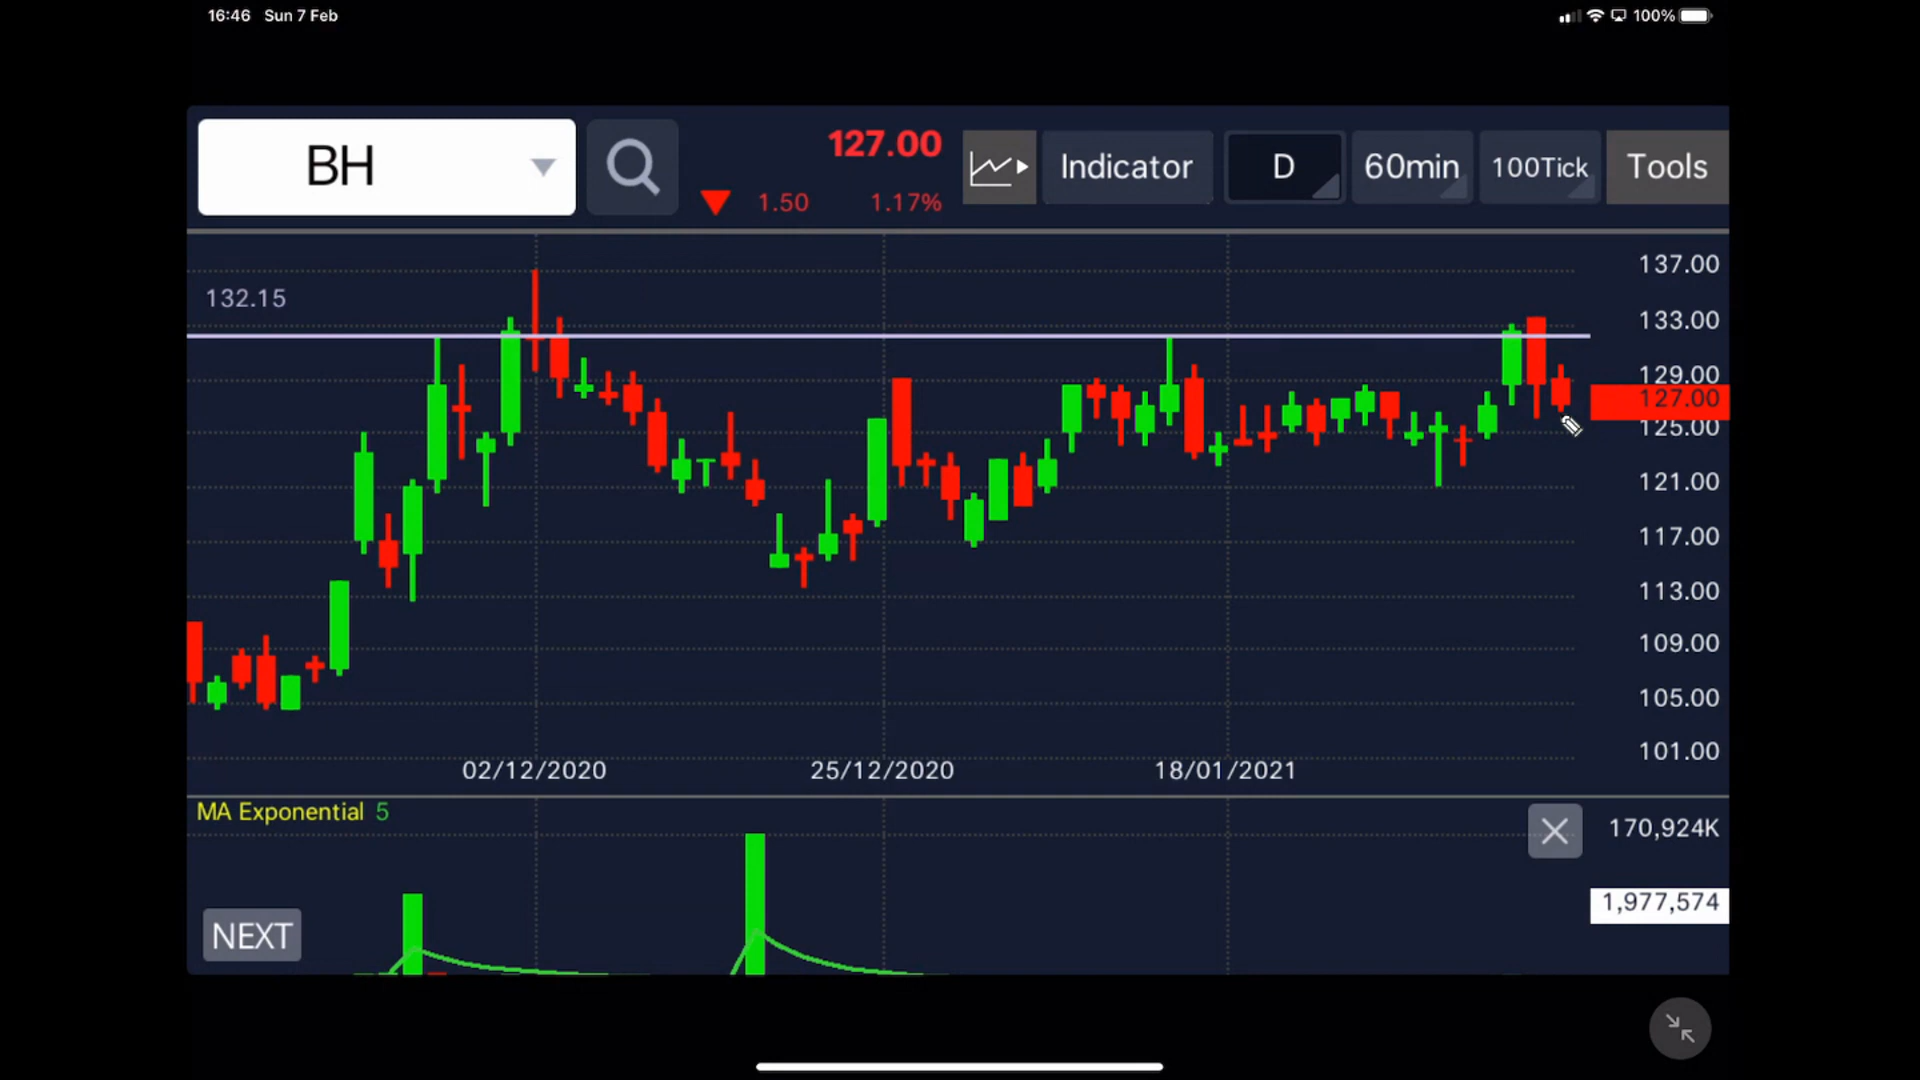 16:46 Sun 7 Feb 100%
BH 127.00 Indicator D 60min 100Tick Tools
1.50 1.17%
137.00
132.15
133.00
129.00
127.00
125.00
121.00
117.00
113.00
109.00
105.00
101.00
02/12/2020 25/12/2020 18/01/2021
MA Exponential 5
170,924K
1,977,574
NEXT